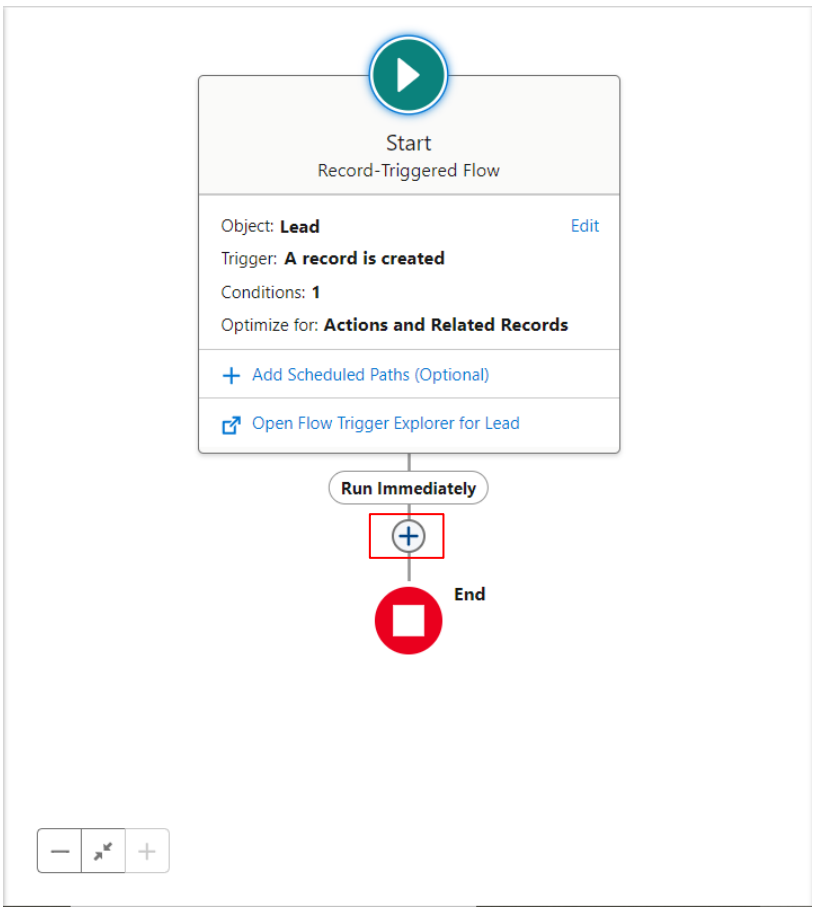 Start
Record-Triggered Flow
Object: Lead Edit
Trigger: A record is created
Conditions: 1
Optimize for: Actions and Related Records
Add Scheduled Paths (Optional)
Open Flow Trigger Explorer for Lead
Run Immediately
End